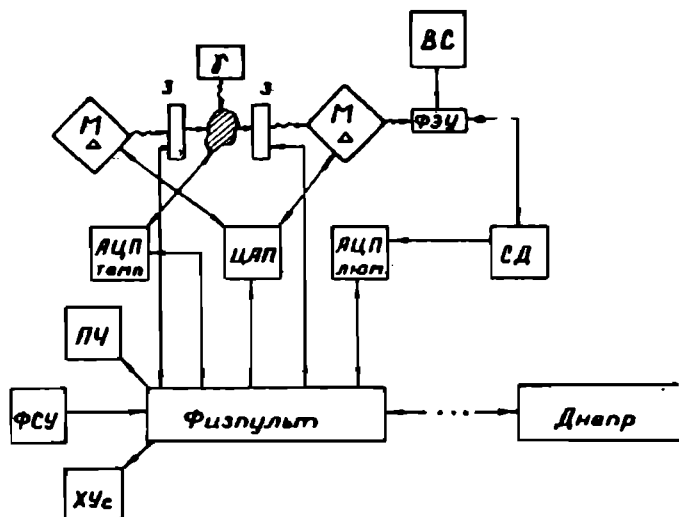 ВС
γ
З
З
М
М
ФЭУ
АЦП
темп
ЦАП
АЦП
люм.
СД
ПЧ
ФСУ
Физпульт
...
Днепр
ХУс